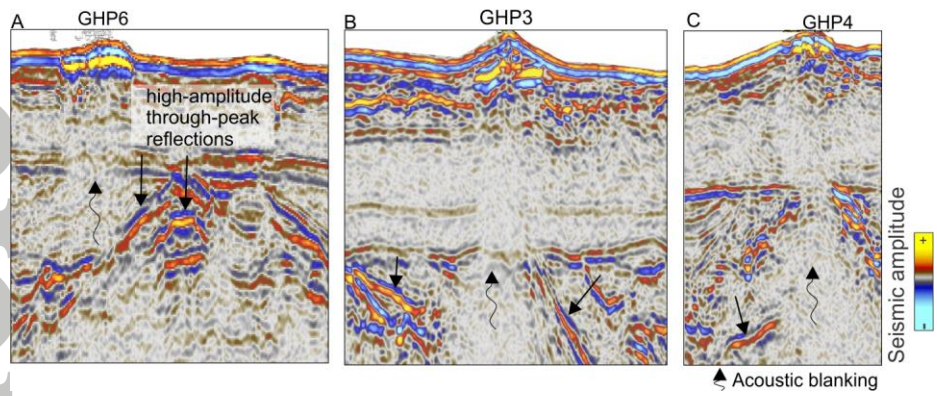 A
GHP6
B
GHP3
C
GHP4
high-amplitude
through-peak
reflections
Seismic amplitude
+
-
Acoustic blanking